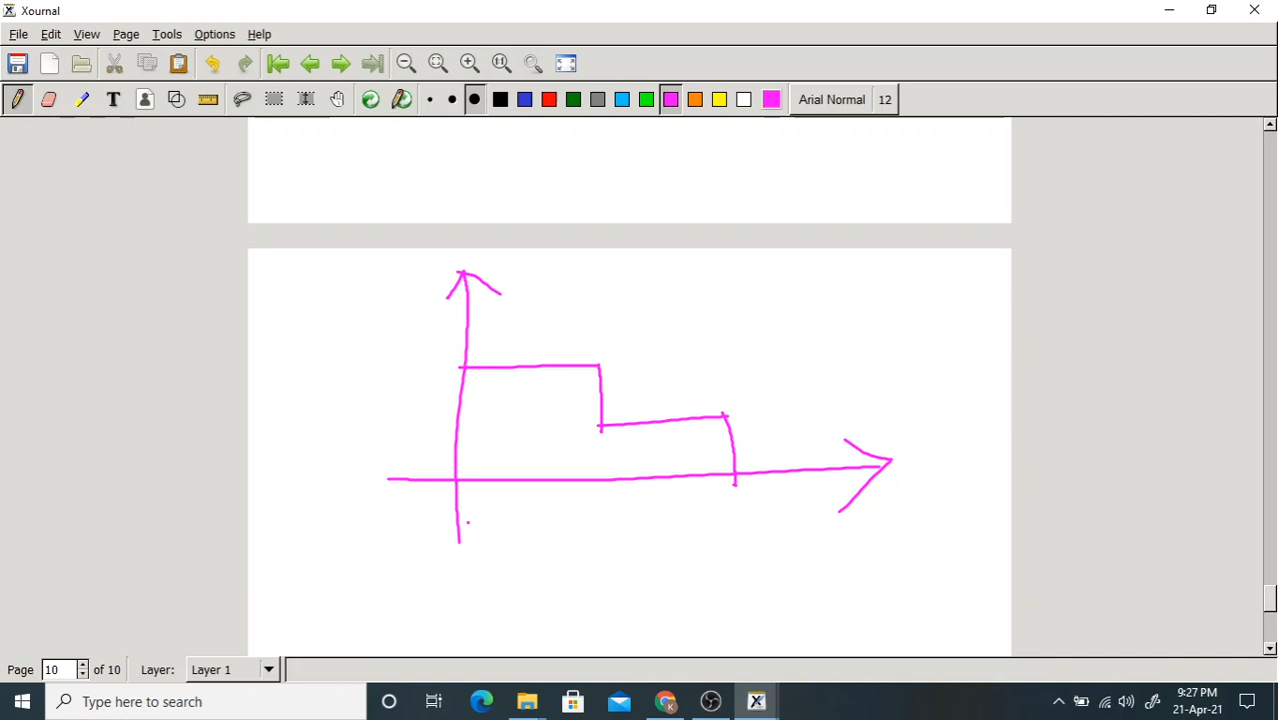 Xournal
File Edit View Page Tools Options Help
T Arial Normal 12
Page 10 of 10 Layer: Layer 1
Type here to search
9:27 PM
21-Apr-21